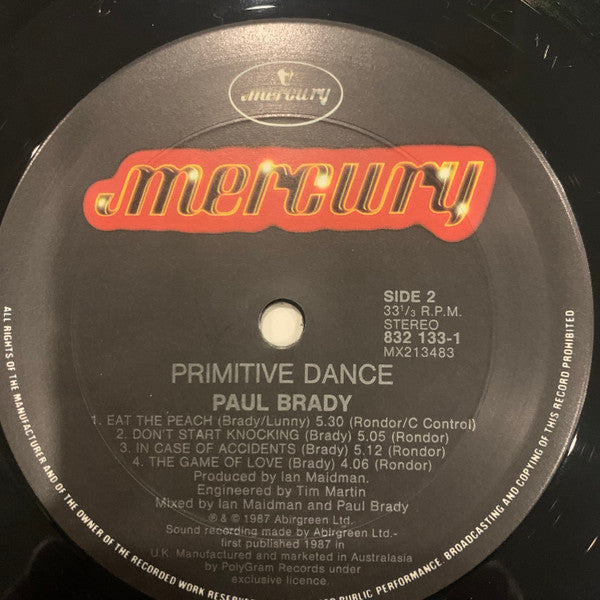 mercury
mercury
SIDE 2
33 1/3 R.P.M.
STEREO
832 133-1
MX213483
PRIMITIVE DANCE
PAUL BRADY
1. EAT THE PEACH (Brady/Lunny) 5.30 (Rondor/C Control)
2. DON'T START KNOCKING (Brady) 5.05 (Rondor)
3. IN CASE OF ACCIDENTS (Brady) 5.12 (Rondor)
4. THE GAME OF LOVE (Brady) 4.06 (Rondor)
Produced by Ian Maidman.
Engineered by Tim Martin
Mixed by Ian Maidman and Paul Brady
℗ & © 1987 Abirgreen Ltd.
Sound recording made by Abirgreen Ltd.-
first published 1987 in
U.K. Manufactured and marketed in Australasia
by PolyGram Records under
exclusive licence.
ALL RIGHTS OF THE MANUFACTURER AND OF THE OWNER OF THE RECORDED WORK RESERVED PUBLIC PERFORMANCE, BROADCASTING AND COPYING OF THIS RECORD PROHIBITED